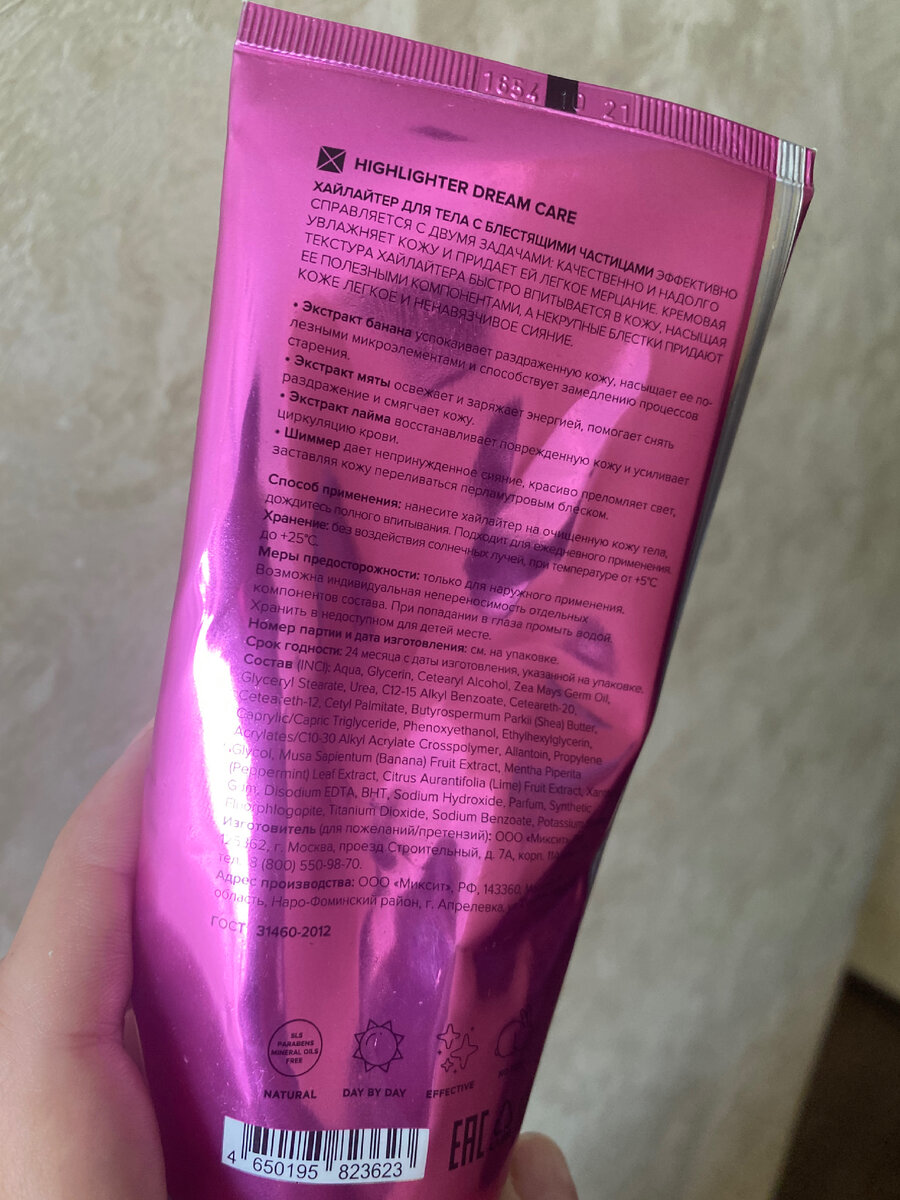 1654 10 21
HIGHLIGHTER DREAM CARE
ХАЙЛАЙТЕР ДЛЯ ТЕЛА С БЛЕСТЯЩИМИ ЧАСТИЦАМИ ЭФФЕКТИВНО
СПРАВЛЯЕТСЯ С ДВУМЯ ЗАДАЧАМИ: КАЧЕСТВЕННО И НАДОЛГО
УВЛАЖНЯЕТ КОЖУ И ПРИДАЕТ ЕЙ ЛЕГКОЕ МЕРЦАНИЕ. КРЕМОВАЯ
ТЕКСТУРА ХАЙЛАЙТЕРА БЫСТРО ВПИТЫВАЕТСЯ В КОЖУ, НАСЫЩАЯ
ЕЕ ПОЛЕЗНЫМИ КОМПОНЕНТАМИ, А НЕКРУПНЫЕ БЛЕСТКИ ПРИДАЮТ
КОЖЕ ЛЕГКОЕ И НЕНАВЯЗЧИВОЕ СИЯНИЕ.
• Экстракт банана успокаивает раздраженную кожу, насыщает ее по-
лезными микроэлементами и способствует замедлению процессов
старения.
• Экстракт мяты освежает и заряжает энергией, помогает снять
раздражение и смягчает кожу.
• Экстракт лайма восстанавливает поврежденную кожу и усиливает
циркуляцию крови.
• Шиммер дает непринужденное сияние, красиво преломляет свет,
заставляя кожу переливаться перламутровым блеском.
Способ применения: нанесите хайлайтер на очищенную кожу тела,
дождитесь полного впитывания. Подходит для ежедневного применения.
Хранение: без воздействия солнечных лучей, при температуре от +5°C
до +25°C.
Меры предосторожности: только для наружного применения.
Возможна индивидуальная непереносимость отдельных
компонентов состава. При попадании в глаза промыть водой.
Хранить в недоступном для детей месте.
Номер партии и дата изготовления: см. на упаковке.
Срок годности: 24 месяца с даты изготовления, указанной на упаковке.
Состав (INCI): Aqua, Glycerin, Cetearyl Alcohol, Zea Mays Germ Oil,
Glyceryl Stearate, Urea, C12-15 Alkyl Benzoate, Ceteareth-20,
Ceteareth-12, Cetyl Palmitate, Butyrospermum Parkii (Shea) Butter,
Caprylic/Capric Triglyceride, Phenoxyethanol, Ethylhexylglycerin,
Acrylates/C10-30 Alkyl Acrylate Crosspolymer, Allantoin, Propylene
Glycol, Musa Sapientum (Banana) Fruit Extract, Mentha Piperita
(Peppermint) Leaf Extract, Citrus Aurantifolia (Lime) Fruit Extract,
Gum, Disodium EDTA, BHT, Sodium Hydroxide, Parfum, Synthetic
Fluorphlogopite, Titanium Dioxide, Sodium Benzoate, Potassium
Изготовитель (для пожеланий/претензий): ООО «Миксит»
г. Москва, проезд Строительный, д. 7А, корп.
тел. 8 (800) 550-98-70.
Адрес производства: ООО «Миксит», РФ, 143360,
область, Наро-Фоминский район, г. Апрелевка,
ГОСТ 31460-2012
SLS
PARABENS
MINERAL OILS
FREE
NATURAL DAY BY DAY EFFECTIVE
EAC
4 650195 823623